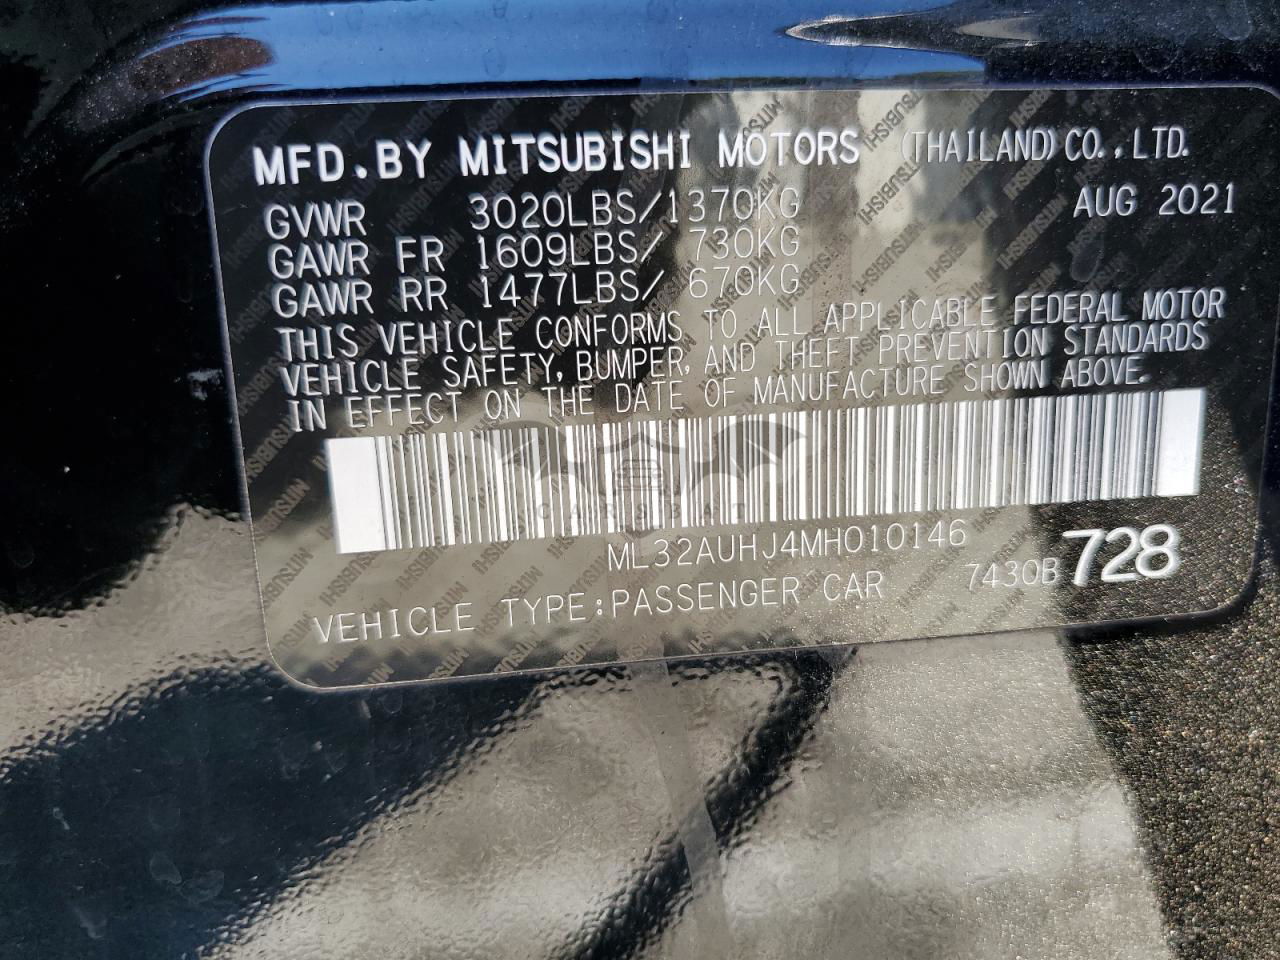 MFD.BY MITSUBISHI MOTORS (THAILAND)CO.,LTD.
GVWR 3020LBS/1370KG AUG 2021
GAWR FR 1609LBS/ 730KG
GAWR RR 1477LBS/ 670KG
THIS VEHICLE CONFORMS TO ALL APPLICABLE FEDERAL MOTOR
VEHICLE SAFETY, BUMPER, AND THEFT PREVENTION STANDARDS
IN EFFECT ON THE DATE OF MANUFACTURE SHOWN ABOVE.
CARSBAT
ML32AUHJ4MH010146
7430B 728
VEHICLE TYPE:PASSENGER CAR